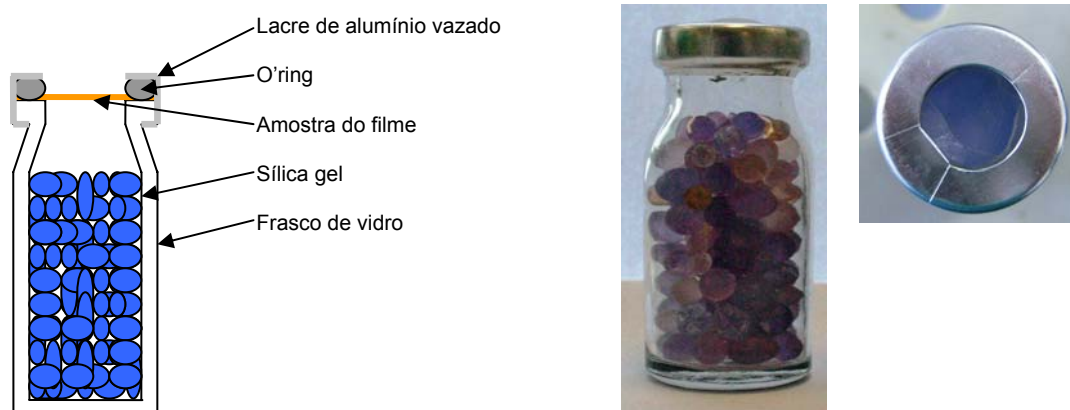 Lacre de alumínio vazado
O'ring
Amostra do filme
Sílica gel
Frasco de vidro